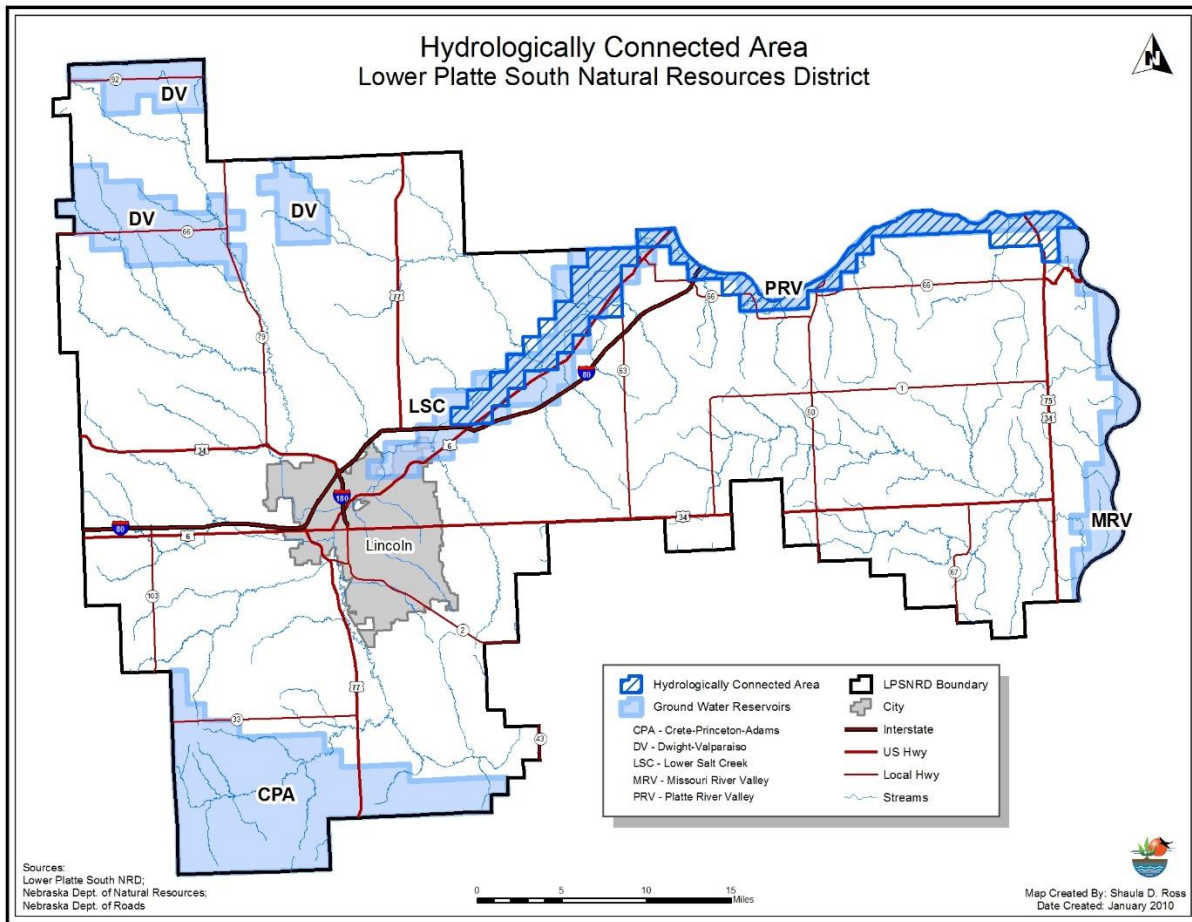 Hydrologically Connected Area
Lower Platte South Natural Resources District
N
92
DV
DV
DV
66
77
79
PRV
66
66
LSC
80
63
1
50
75
34
34
6
180
80
6
Lincoln
34
MRV
103
2
67
77
33
43
CPA
Hydrologically Connected Area
Ground Water Reservoirs
CPA - Crete-Princeton-Adams
DV - Dwight-Valparaiso
LSC - Lower Salt Creek
MRV - Missouri River Valley
PRV - Platte River Valley
LPSNRD Boundary
City
Interstate
US Hwy
Local Hwy
Streams
Sources:
Lower Platte South NRD;
Nebraska Dept. of Natural Resources;
Nebraska Dept. of Roads
0 5 10 15
Miles
Map Created By: Shaula D. Ross
Date Created: January 2010